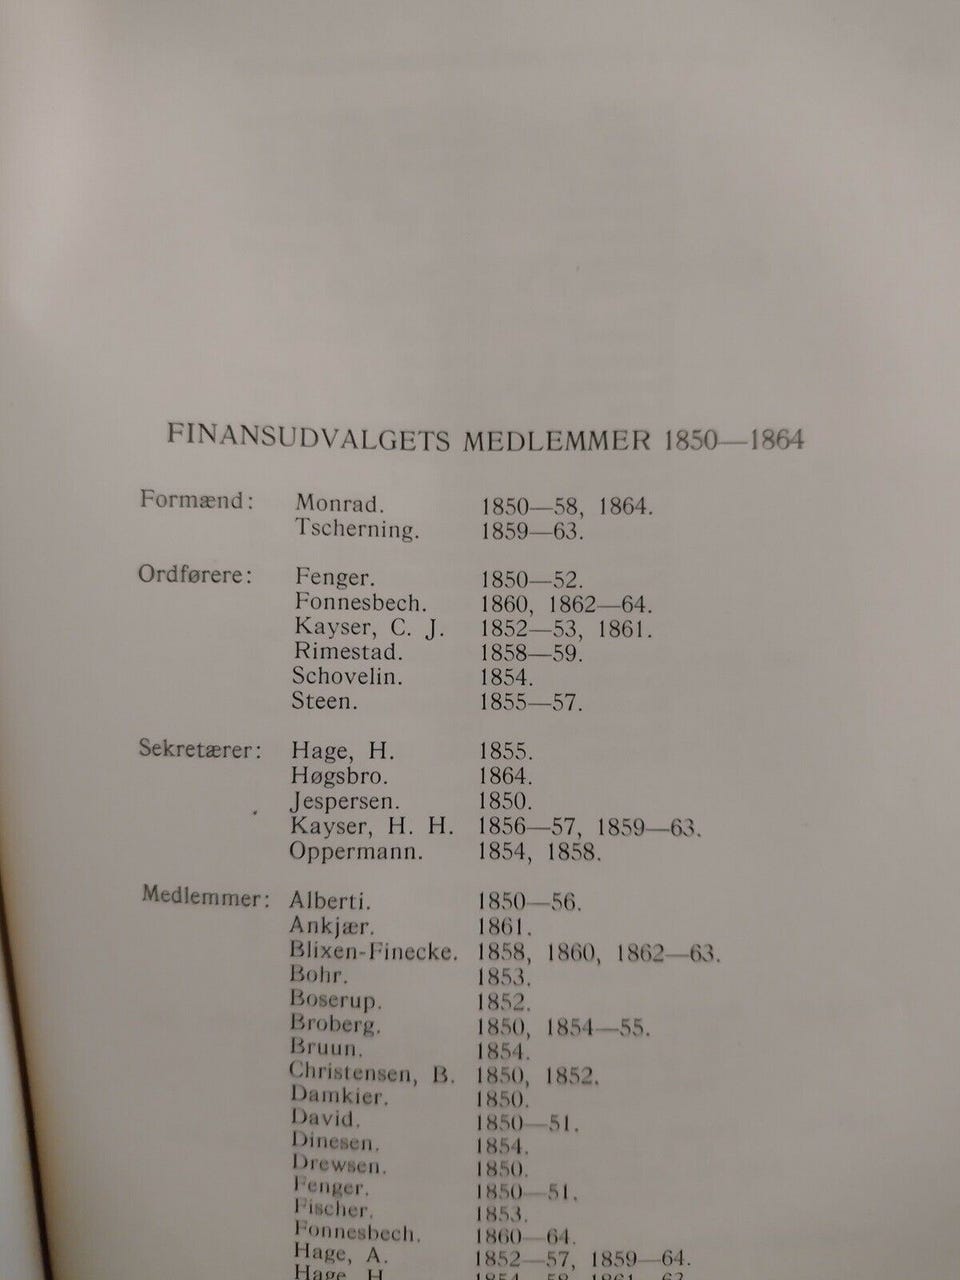 FINANSUDVALGETS MEDLEMMER 1850—1864
Formænd: Monrad. 1850—58, 1864.
Tscherning. 1859—63.
Ordførere: Fenger. 1850—52.
Fonnesbech. 1860, 1862—64.
Kayser, C. J. 1852—53, 1861.
Rimestad. 1858—59.
Schovelin. 1854.
Steen. 1855—57.
Sekretærer: Hage, H. 1855.
Høgsbro. 1864.
Jespersen. 1850.
Kayser, H. H. 1856—57, 1859—63.
Oppermann. 1854, 1858.
Medlemmer: Alberti. 1850—56.
Ankjær. 1861.
Blixen-Finecke. 1858, 1860, 1862—63.
Bohr. 1853.
Boserup. 1852.
Broberg. 1850, 1854—55.
Bruun. 1854.
Christensen, B. 1850, 1852.
Damkier. 1850.
David. 1850—51.
Dinesen. 1854.
Drewsen. 1850.
Fenger. 1850—51.
Fischer. 1853.
Fonnesbech. 1860—64.
Hage, A. 1852—57, 1859—64.
Hage, H.